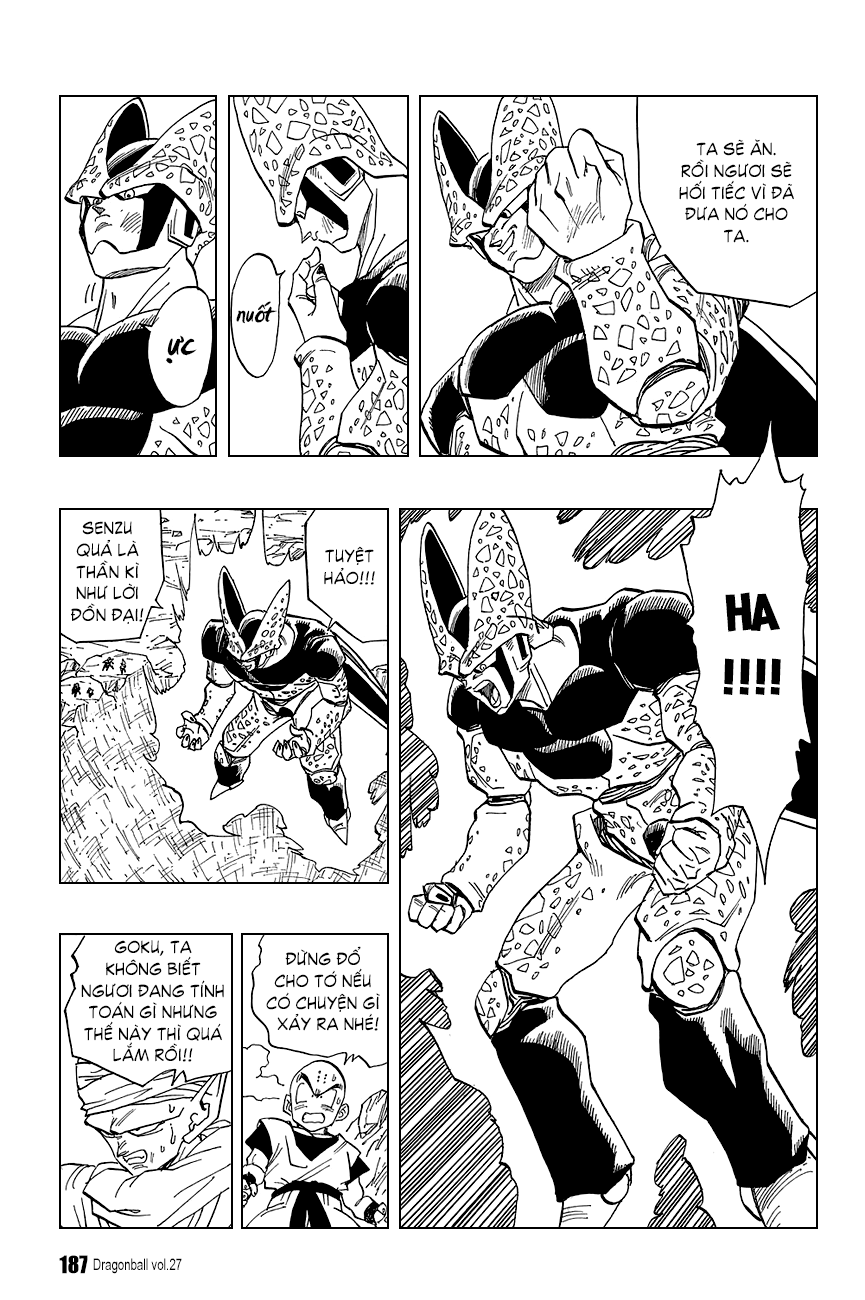 TA SẼ ĂN.
RỒI NGƯƠI SẼ
HỐI TIẾC VÌ ĐÃ
ĐƯA NÓ CHO
TA.
nuốt
ực
HA
!!!!
TUYỆT
HẢO!!!
SENZU
QUẢ LÀ
THẦN KÌ
NHƯ LỜI
ĐỒN ĐẠI!
ĐỪNG ĐỔ
CHO TỚ NẾU
CÓ CHUYỆN GÌ
XẢY RA NHÉ!
GOKU, TA
KHÔNG BIẾT
NGƯƠI ĐANG TÍNH
TOÁN GÌ NHƯNG
THẾ NÀY THÌ QUÁ
LẮM RỒI!!
187 Dragonball vol.27